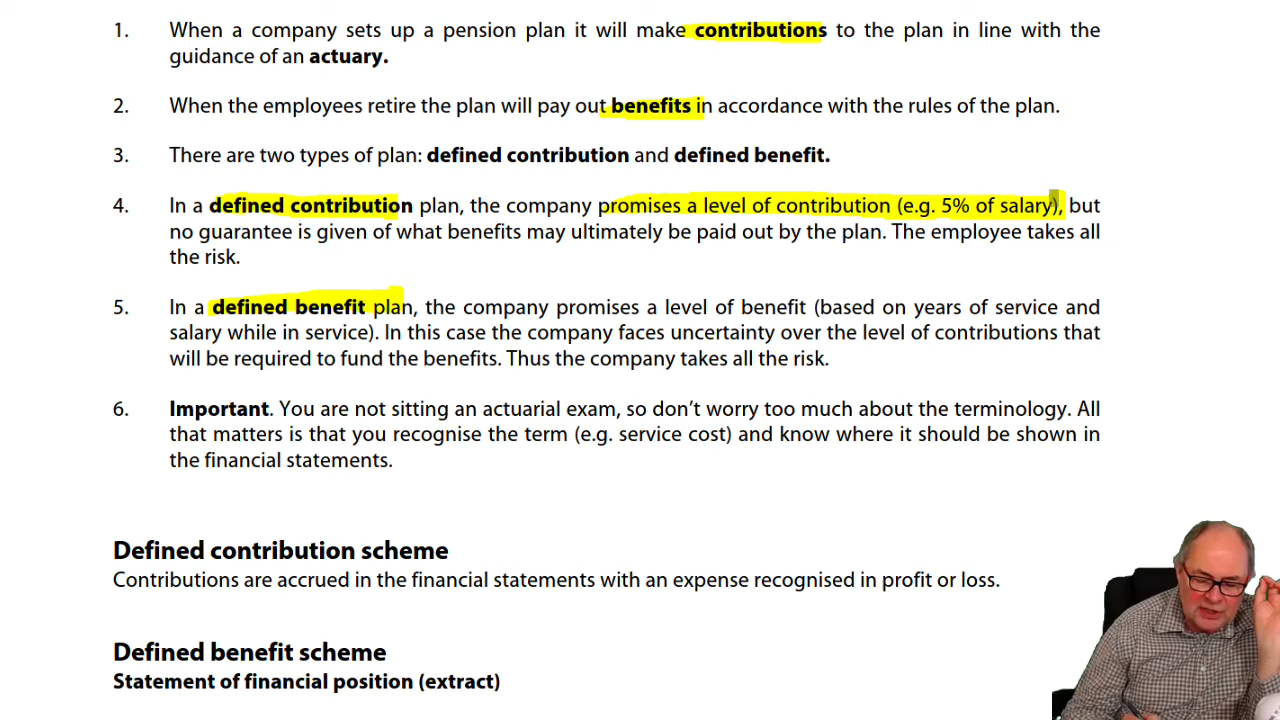 1. When a company sets up a pension plan it will make contributions to the plan in line with the
guidance of an actuary.
2. When the employees retire the plan will pay out benefits in accordance with the rules of the plan.
3. There are two types of plan: defined contribution and defined benefit.
4. In a defined contribution plan, the company promises a level of contribution (e.g. 5% of salary), but
no guarantee is given of what benefits may ultimately be paid out by the plan. The employee takes all
the risk.
5. In a defined benefit plan, the company promises a level of benefit (based on years of service and
salary while in service). In this case the company faces uncertainty over the level of contributions that
will be required to fund the benefits. Thus the company takes all the risk.
6. Important. You are not sitting an actuarial exam, so don’t worry too much about the terminology. All
that matters is that you recognise the term (e.g. service cost) and know where it should be shown in
the financial statements.
Defined contribution scheme
Contributions are accrued in the financial statements with an expense recognised in profit or loss.
Defined benefit scheme
Statement of financial position (extract)